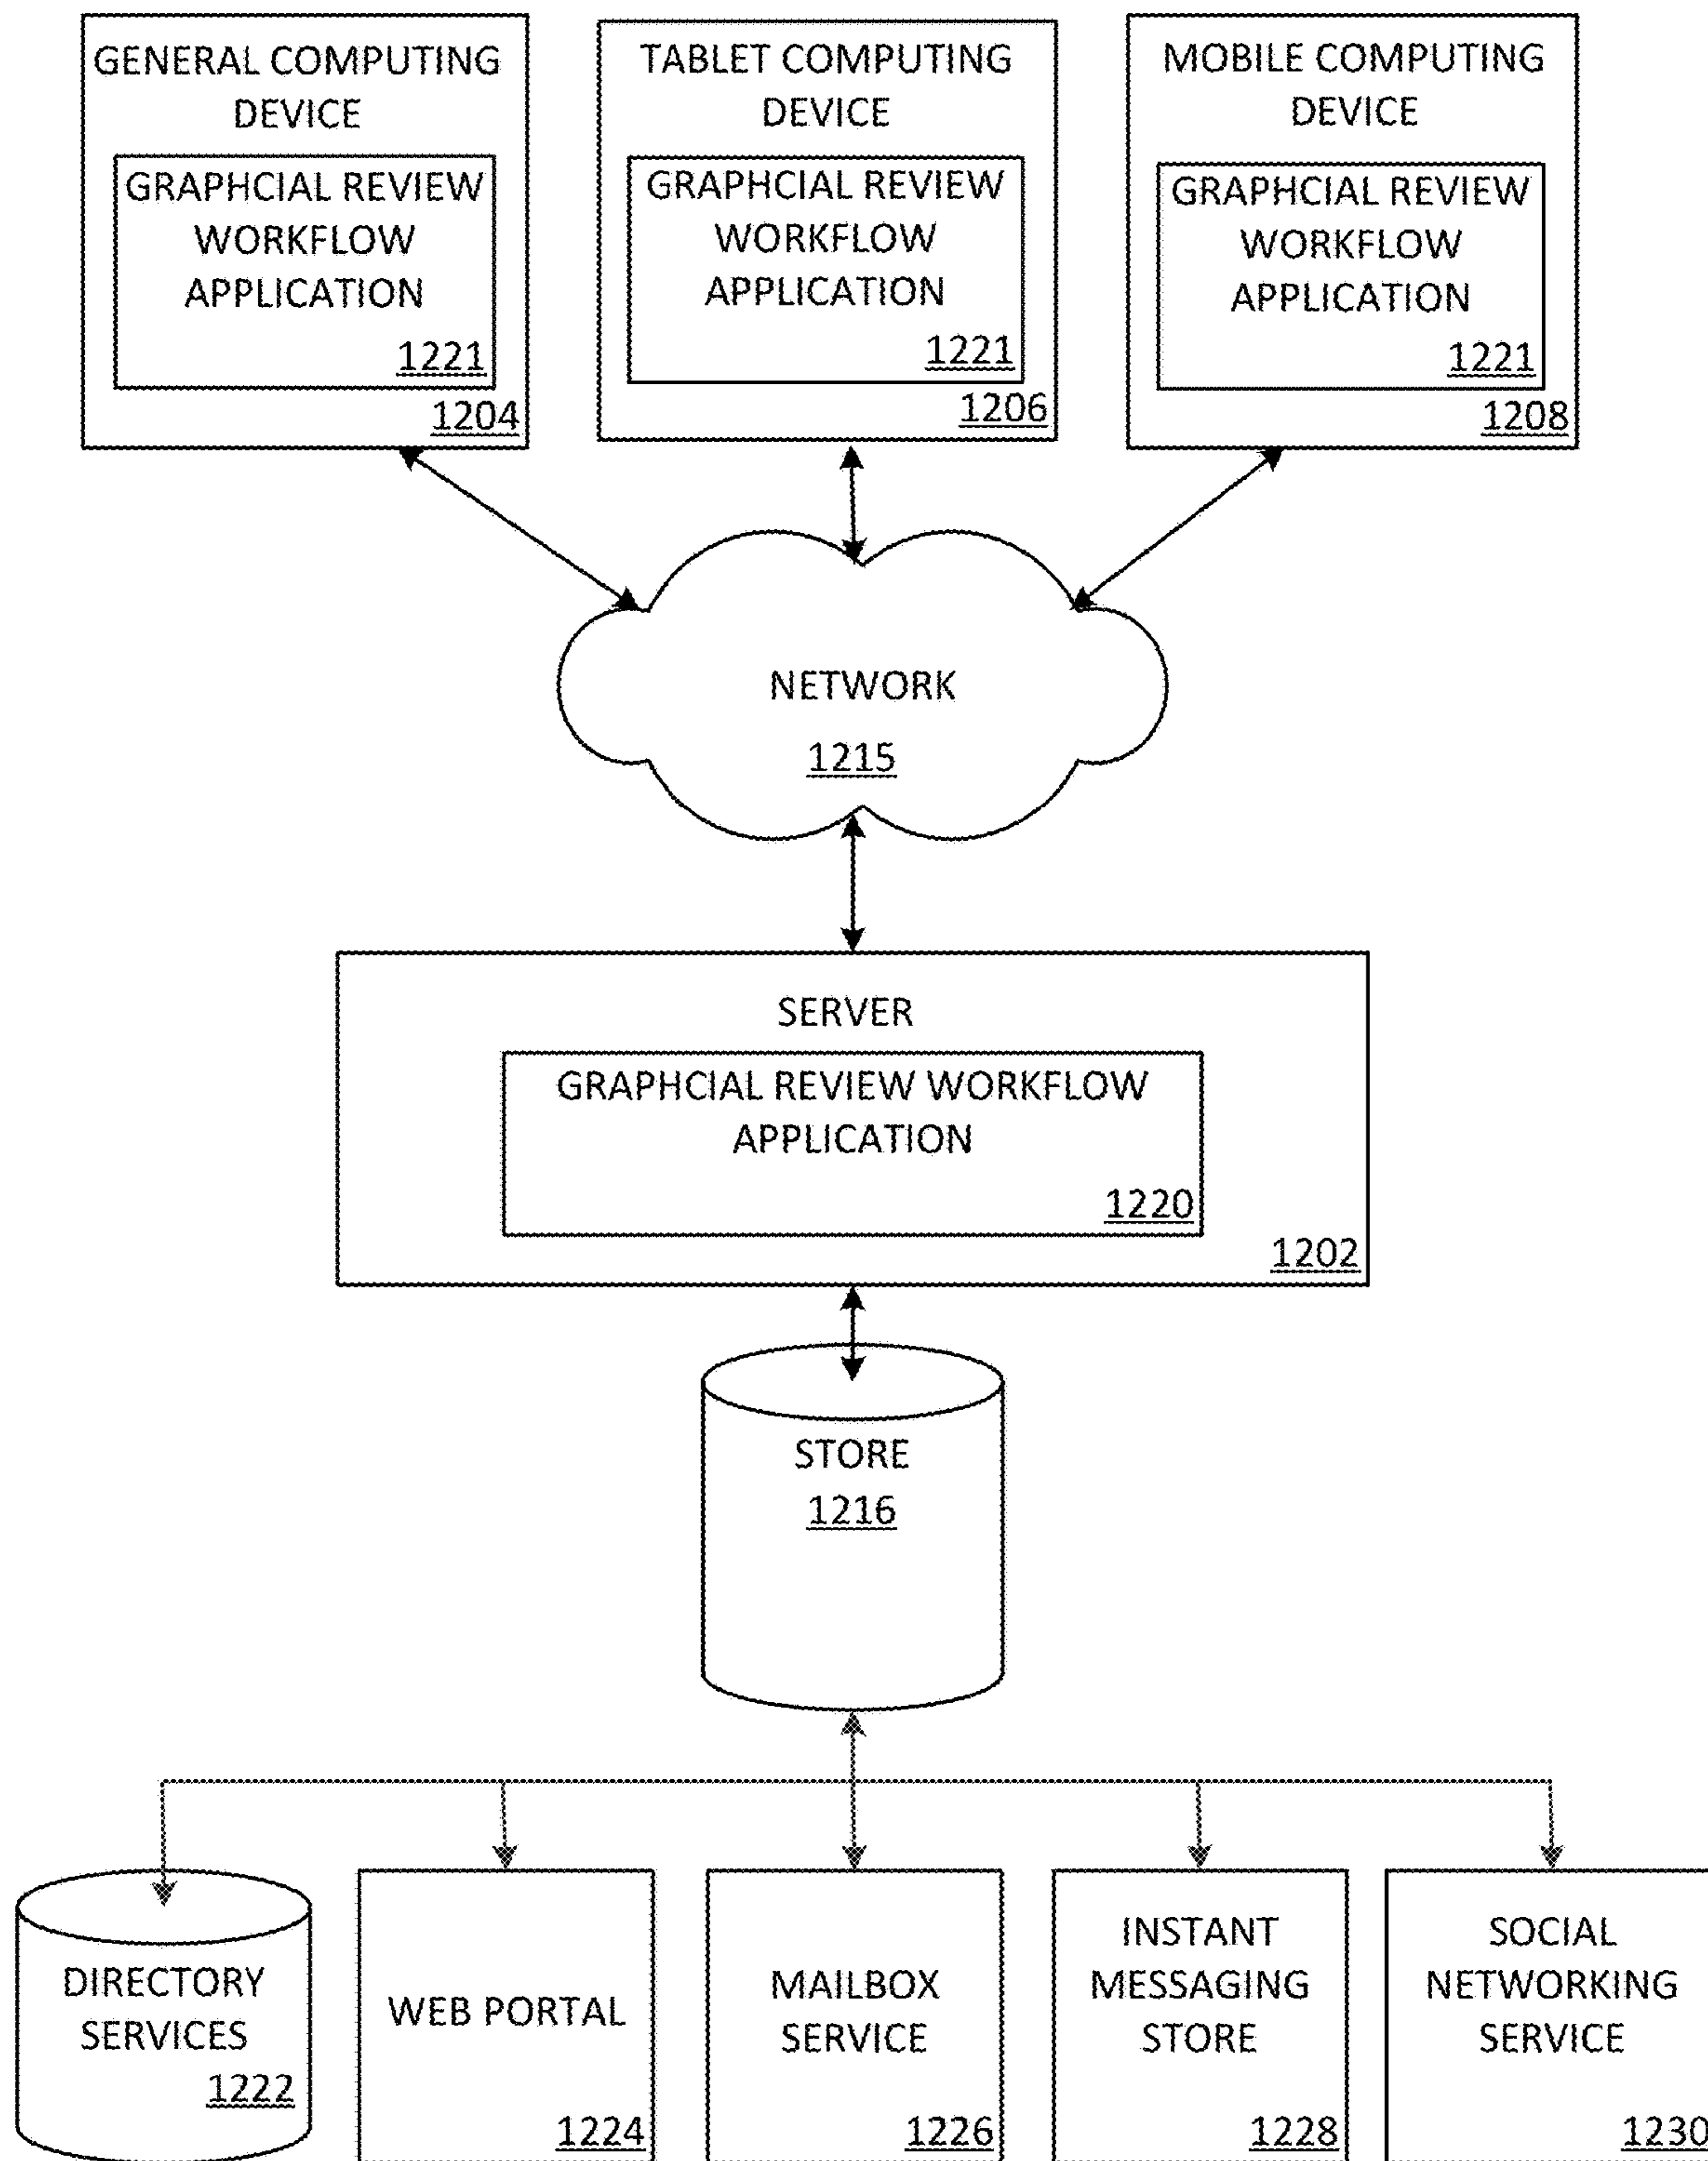 GENERAL COMPUTING
DEVICE
GRAPHCIAL REVIEW
WORKFLOW
APPLICATION
1221
1204
TABLET COMPUTING
DEVICE
GRAPHCIAL REVIEW
WORKFLOW
APPLICATION
1221
1206
MOBILE COMPUTING
DEVICE
GRAPHCIAL REVIEW
WORKFLOW
APPLICATION
1221
1208
NETWORK
1215
SERVER
GRAPHCIAL REVIEW WORKFLOW
APPLICATION
1220
1202
STORE
1216
DIRECTORY
SERVICES
1222
WEB PORTAL
1224
MAILBOX
SERVICE
1226
INSTANT
MESSAGING
STORE
1228
SOCIAL
NETWORKING
SERVICE
1230